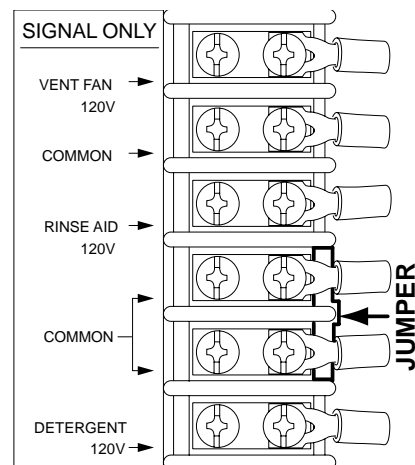 SIGNAL ONLY
VENT FAN
120V
COMMON
RINSE AID
120V
COMMON
JUMPER
DETERGENT
120V